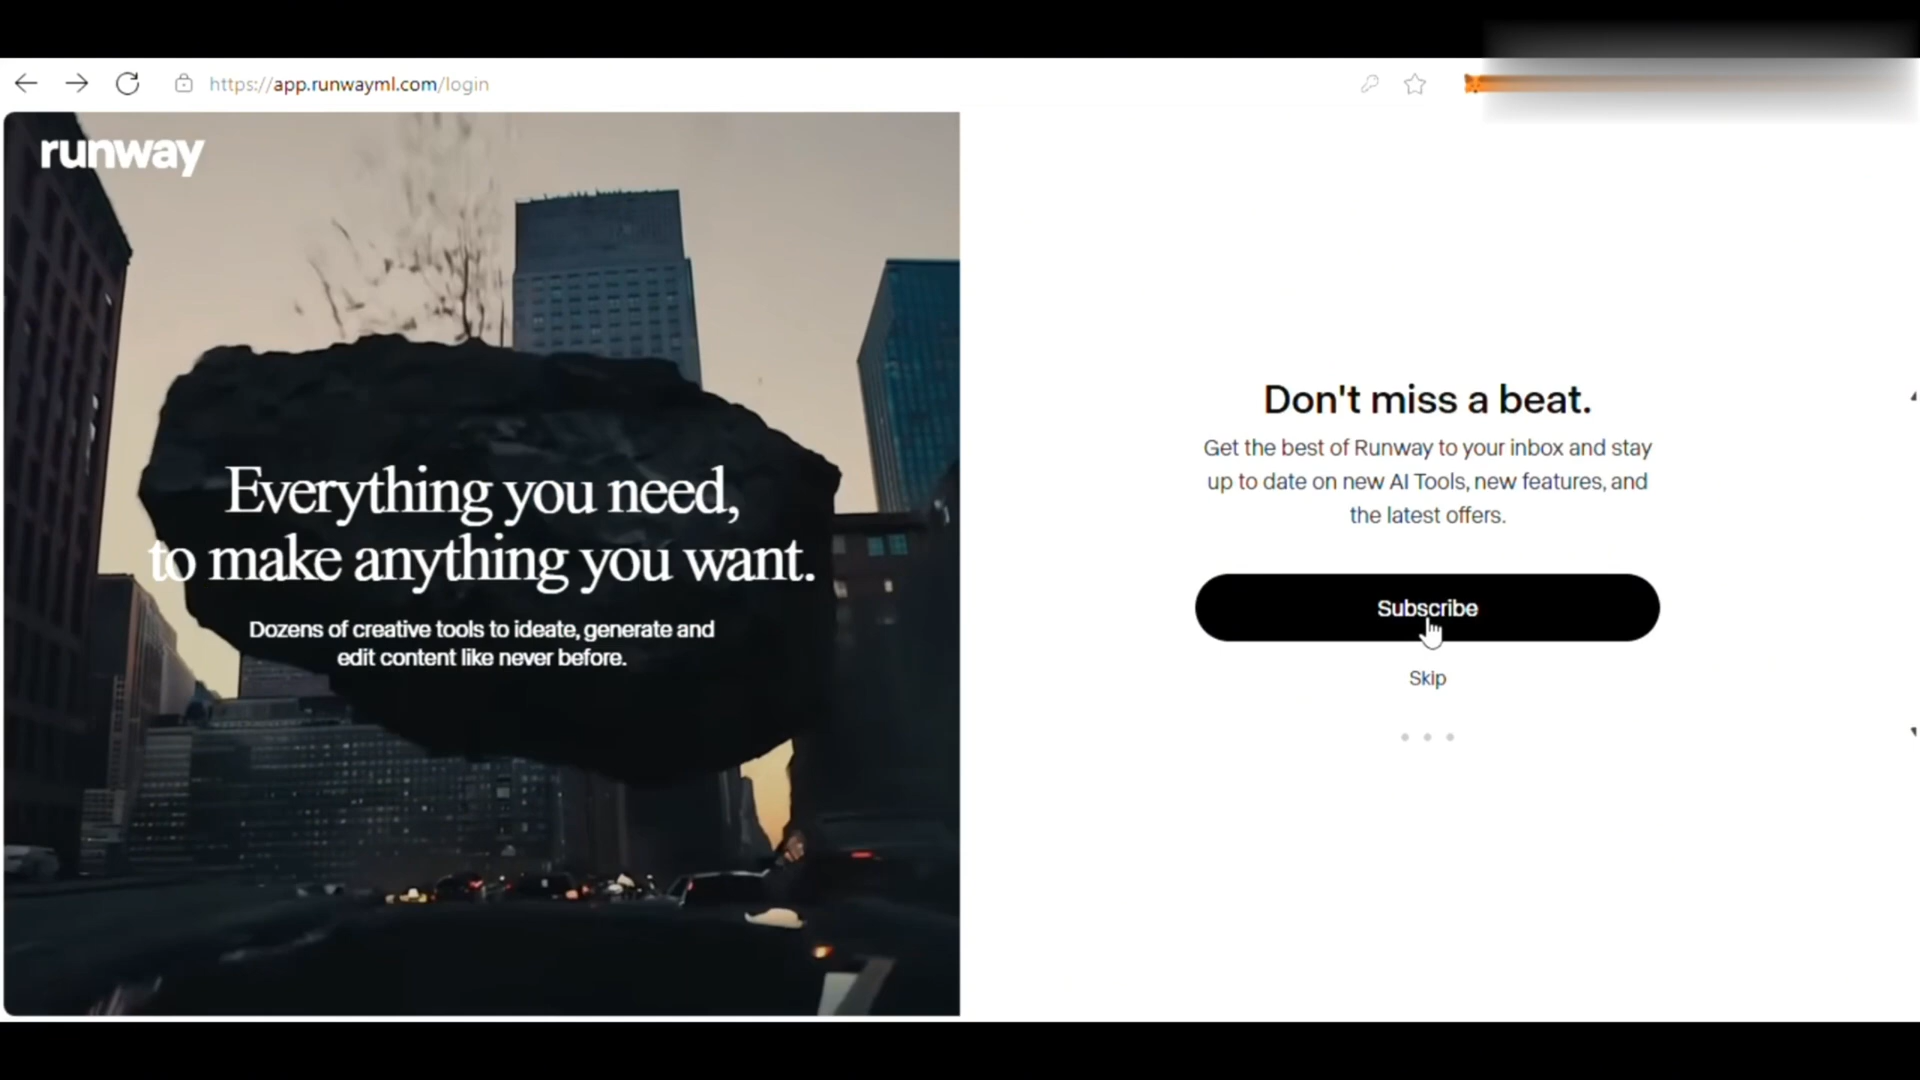 https://app.runwayml.com/login
runway
Everything you need,
to make anything you want.
Dozens of creative tools to ideate, generate and
edit content like never before.
Don't miss a beat.
Get the best of Runway to your inbox and stay
up to date on new AI Tools, new features, and
the latest offers.
Subscribe
Skip